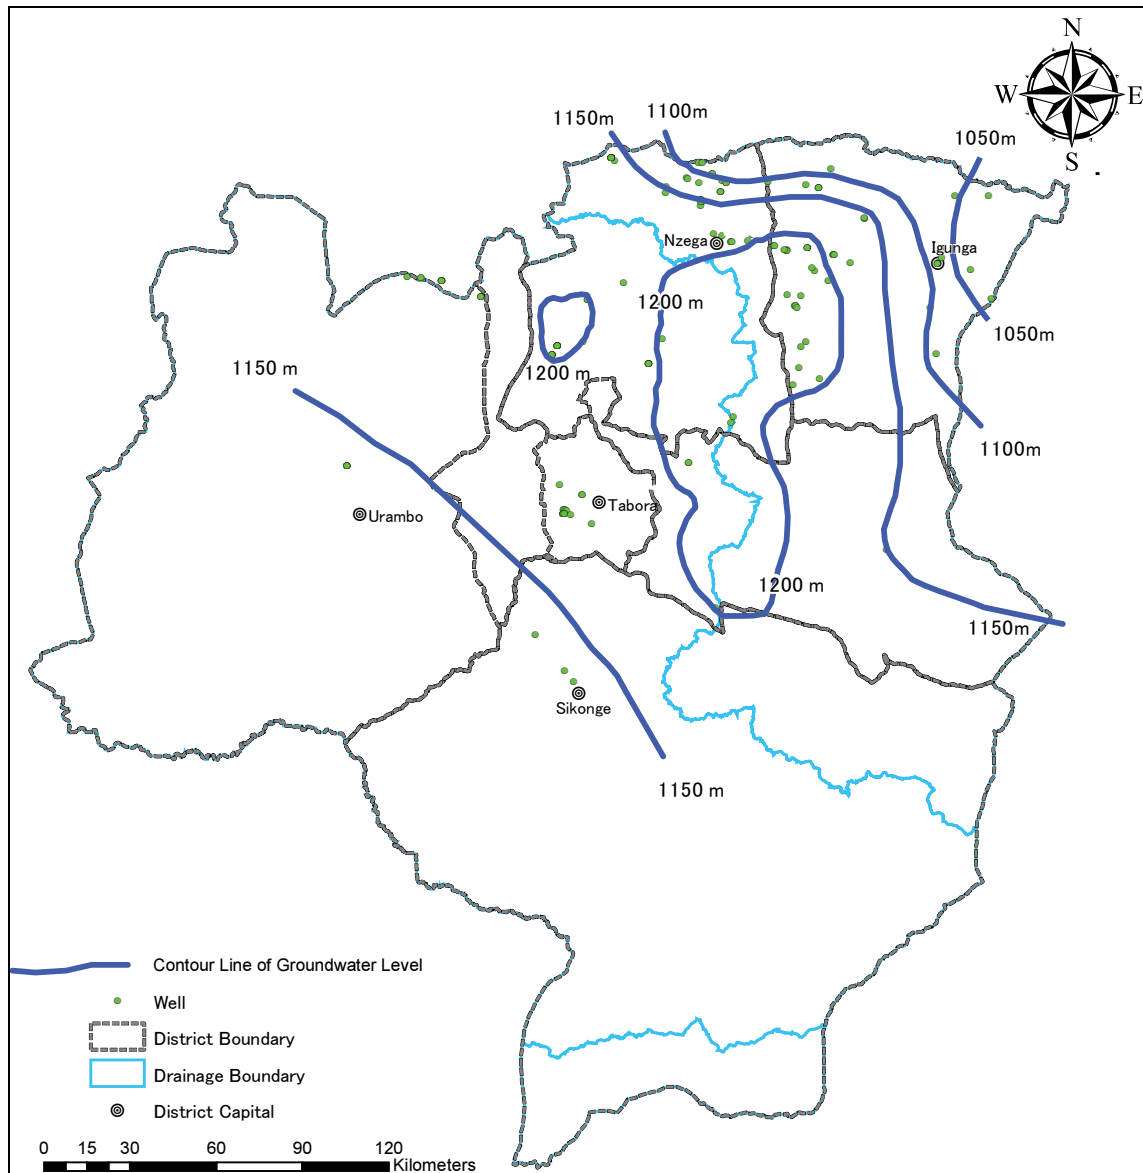 N
W E
S
1150m
1100m
1050m
Nzega
Igunga
1200 m
1050m
1150 m
1200 m
1100m
Tabora
Urambo
1200 m
1150m
Sikonge
1150 m
Contour Line of Groundwater Level
Well
District Boundary
Drainage Boundary
District Capital
0 15 30 60 90 120
Kilometers